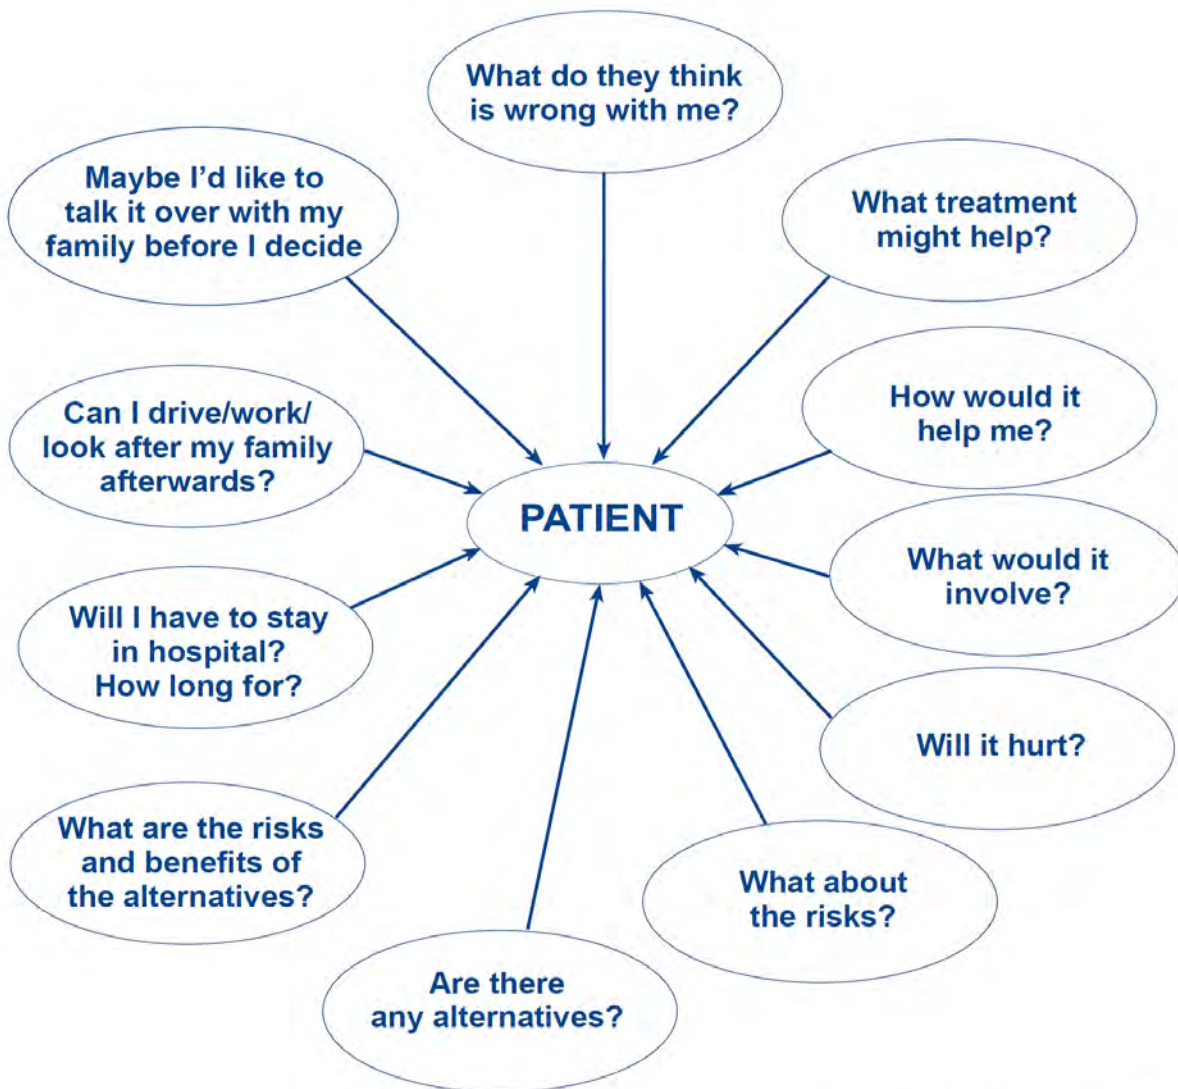 What do they think
is wrong with me?
Maybe I'd like to
talk it over with my
family before I decide
What treatment
might help?
Can I drive/work/
look after my family
afterwards?
How would it
help me?
PATIENT
What would it
involve?
Will I have to stay
in hospital?
How long for?
Will it hurt?
What are the risks
and benefits of
the alternatives?
What about
the risks?
Are there
any alternatives?